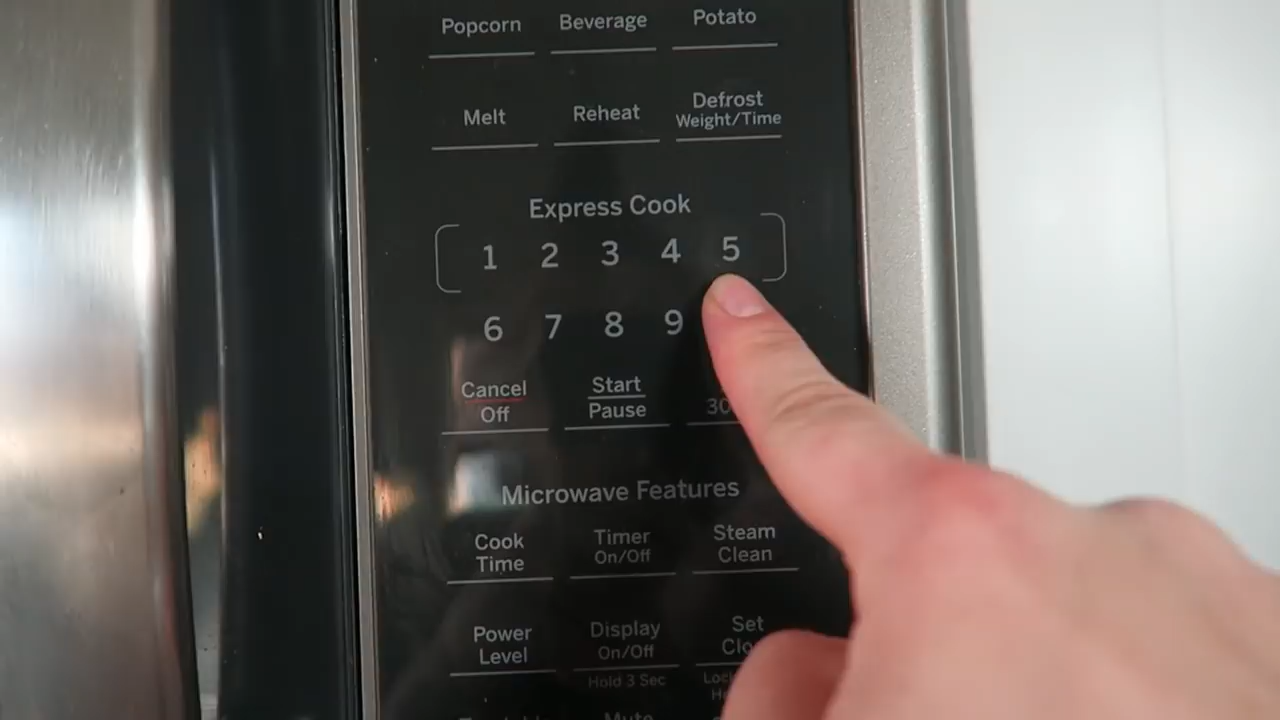 Popcorn Beverage Potato
Melt Reheat Defrost
Weight/Time
Express Cook
1 2 3 4 5
6 7 8 9
Cancel
Off
Start
Pause
30
Microwave Features
Cook
Time
Timer
On/Off
Steam
Clean
Power
Level
Display
On/Off
Hold 3 Sec
Set
Mute